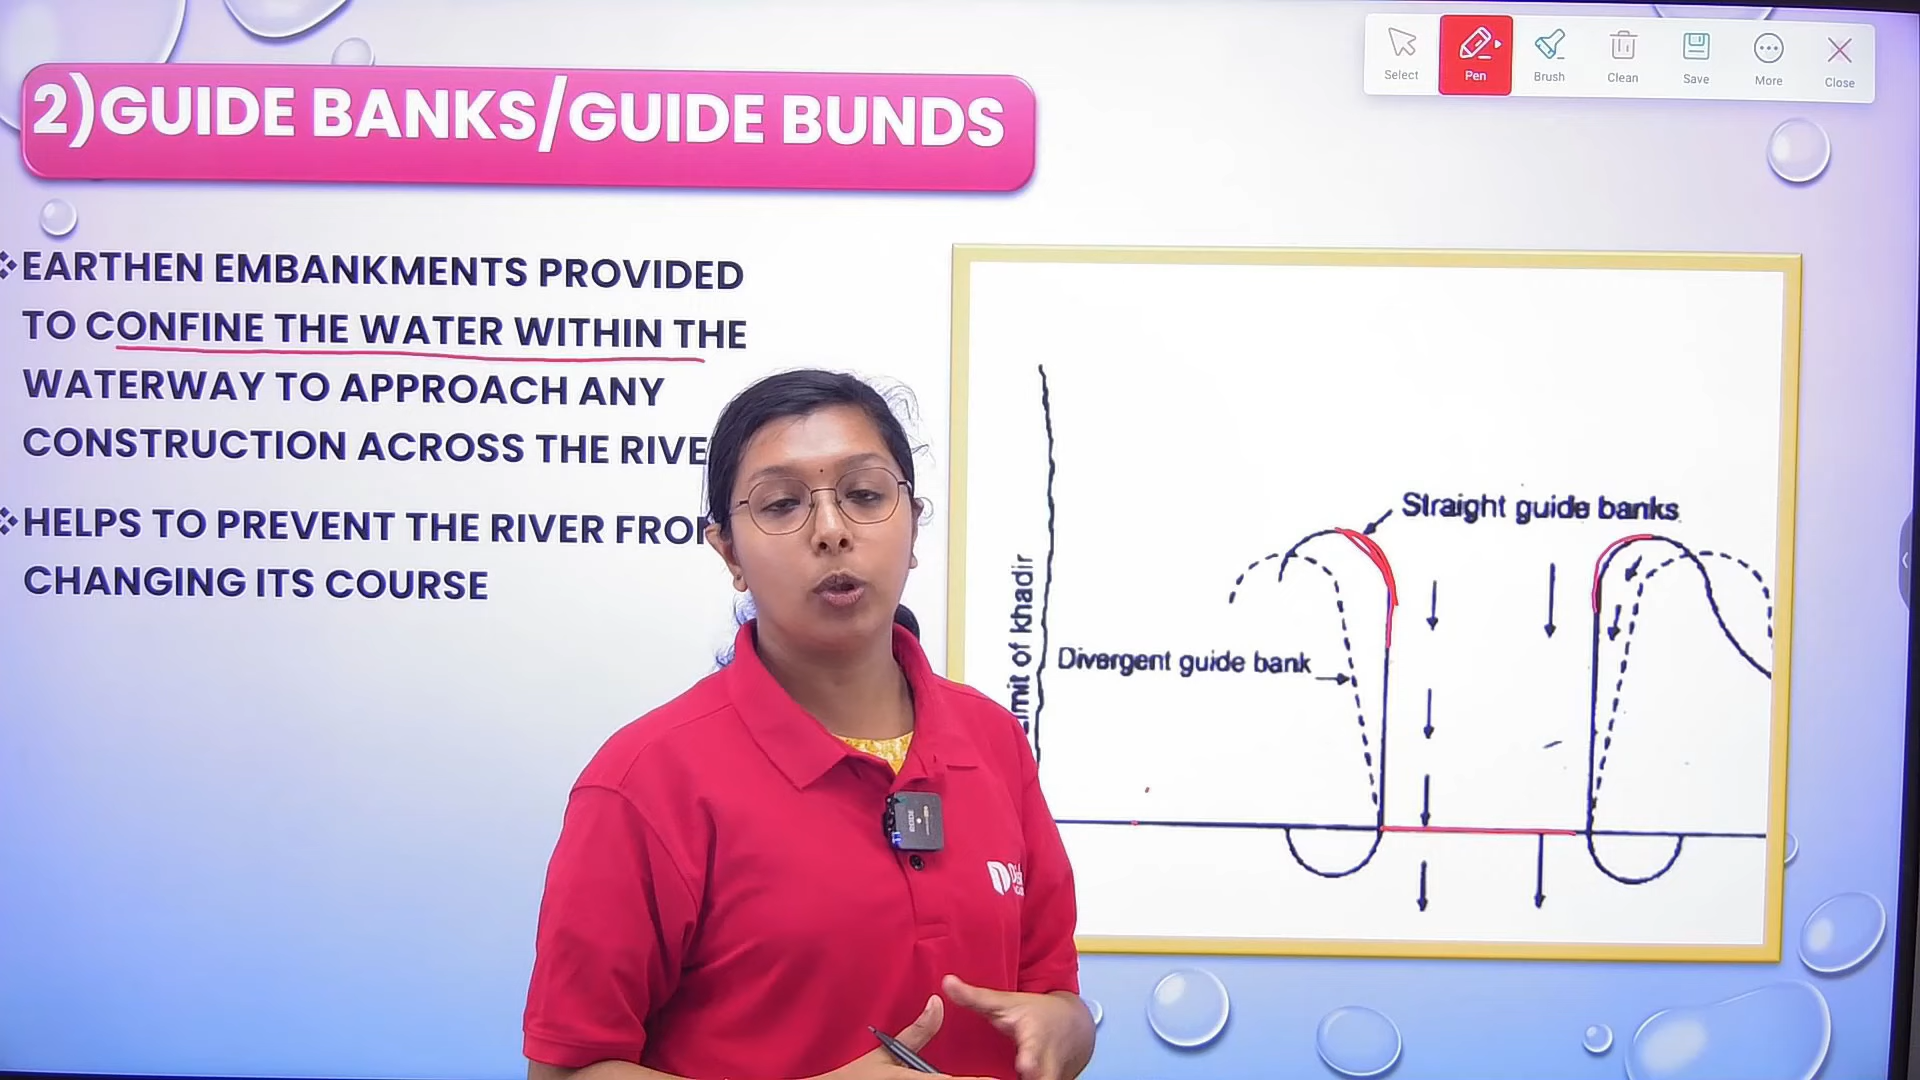 2)GUIDE BANKS/GUIDE BUNDS
Select
Pen
Brush
Clean
Save
More
Close
EARTHEN EMBANKMENTS PROVIDED
TO CONFINE THE WATER WITHIN THE
WATERWAY TO APPROACH ANY
CONSTRUCTION ACROSS THE RIVE
HELPS TO PREVENT THE RIVER FROM
CHANGING ITS COURSE
Straight guide banks
Limit of khadir
Divergent guide bank